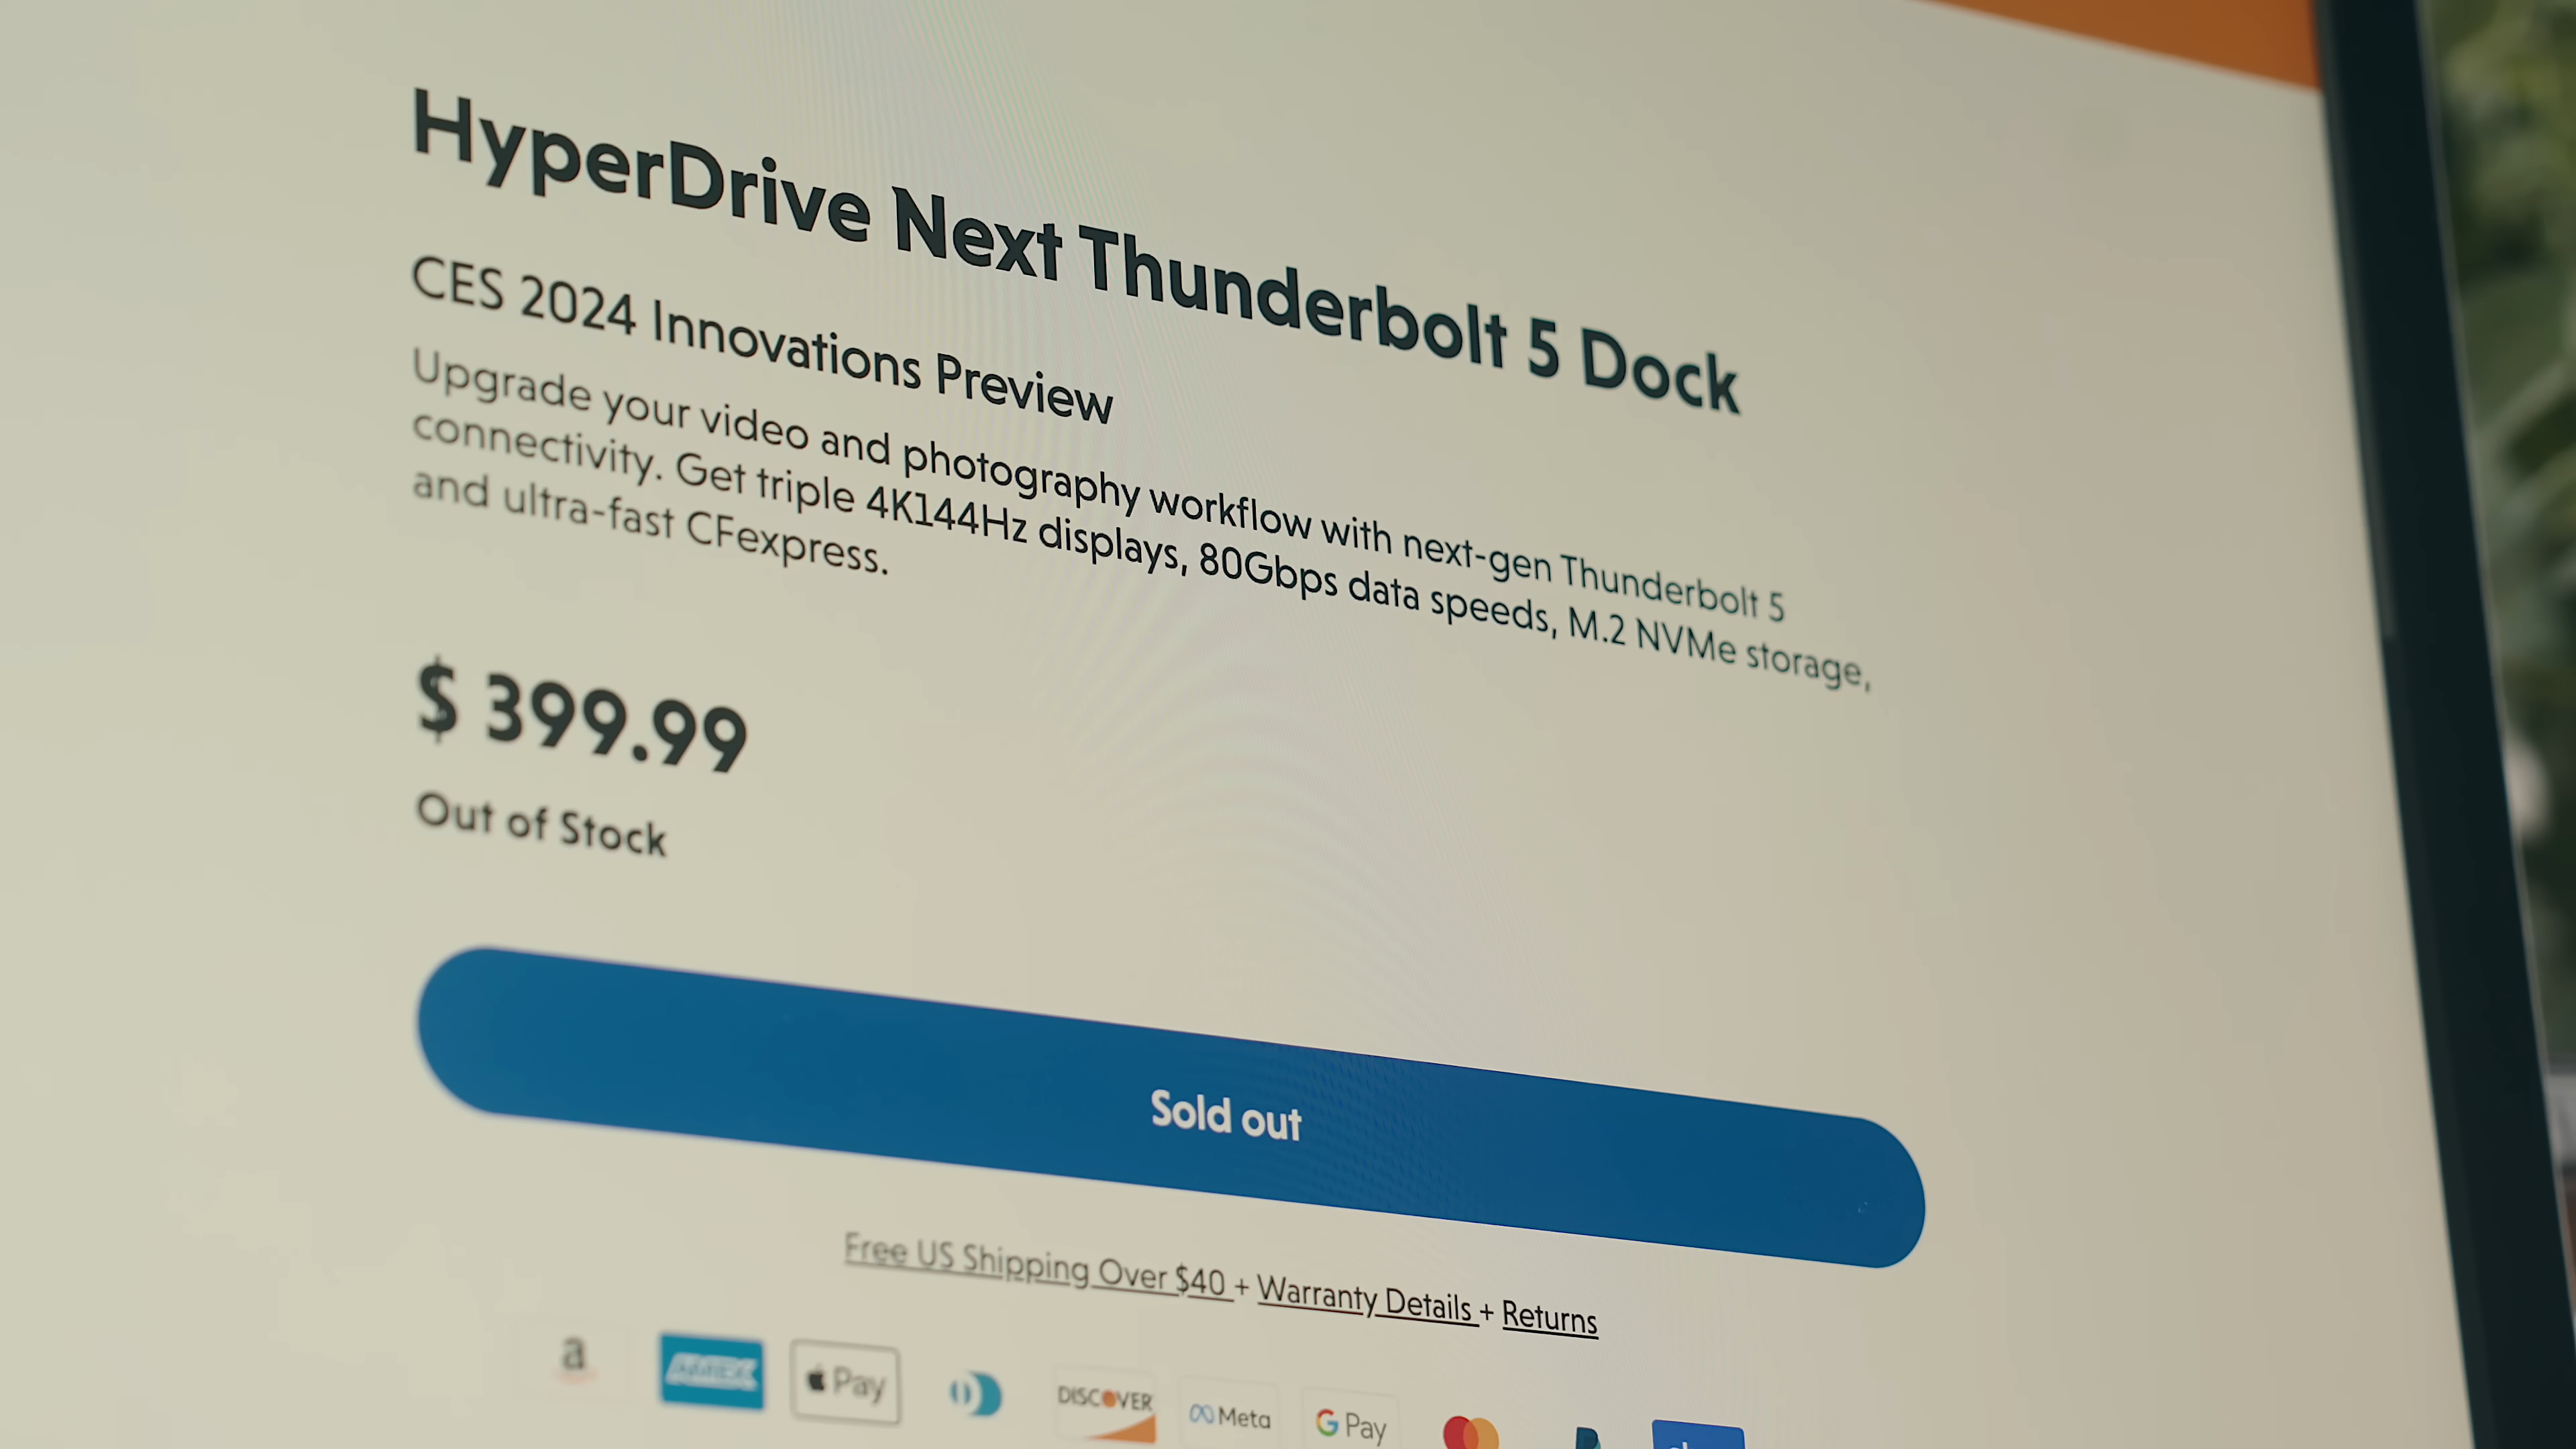 HyperDrive Next Thunderbolt 5 Dock
CES 2024 Innovations Preview
Upgrade your video and photography workflow with next-gen Thunderbolt 5
connectivity. Get triple 4K144Hz displays, 80Gbps data speeds, M.2 NVMe storage,
and ultra-fast CFexpress.
$ 399.99
Out of Stock
Sold out
Free US Shipping Over $40 + Warranty Details + Returns
a AMEX Pay DISCOVER Meta G Pay